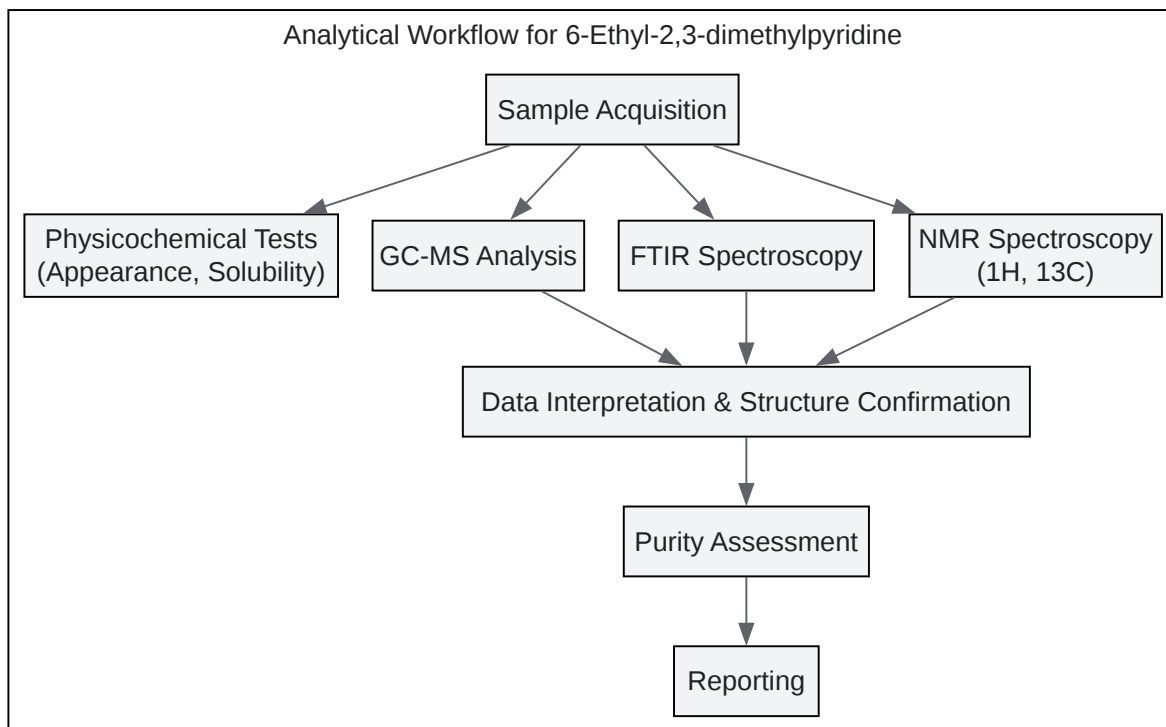 Analytical Workflow for 6-Ethyl-2,3-dimethylpyridine
Sample Acquisition
Physicochemical Tests
(Appearance, Solubility)
GC-MS Analysis
FTIR Spectroscopy
NMR Spectroscopy
(1H, 13C)
Data Interpretation & Structure Confirmation
Purity Assessment
Reporting